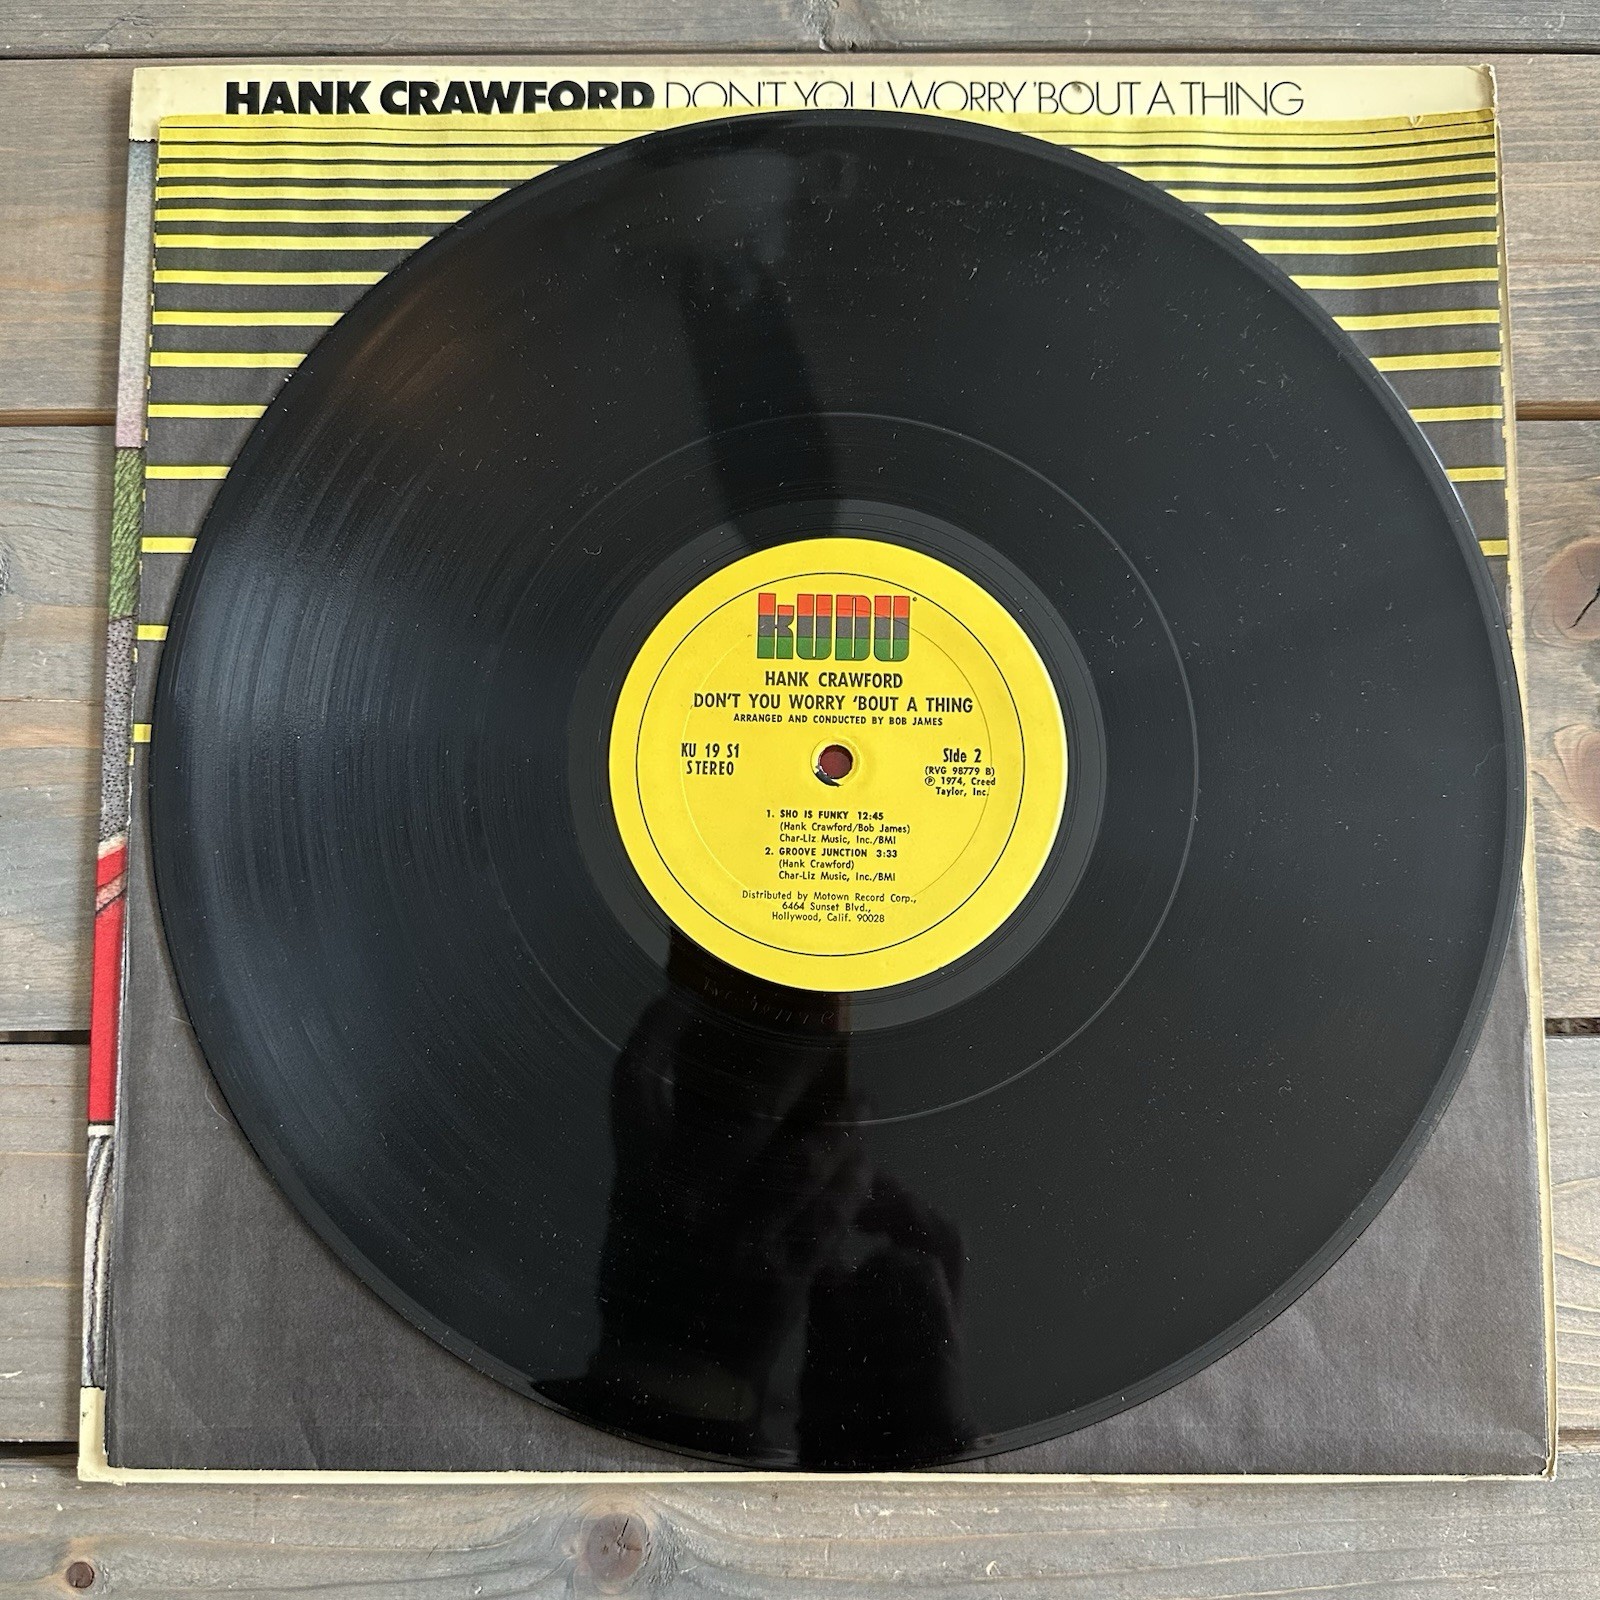 HANK CRAWFORD DON'T YOU WORRY 'BOUT A THING
KUDU
HANK CRAWFORD
DON'T YOU WORRY 'BOUT A THING
ARRANGED AND CONDUCTED BY BOB JAMES
KU 19 S1
STEREO
Side 2
(RVG 98779 B)
℗ 1974, Creed
Taylor, Inc.
1. SHO IS FUNKY 12:45
(Hank Crawford/Bob James)
Char-Liz Music, Inc./BMI
2. GROOVE JUNCTION 3:33
(Hank Crawford)
Char-Liz Music, Inc./BMI
Distributed by Motown Record Corp.,
6464 Sunset Blvd.,
Hollywood, Calif. 90028